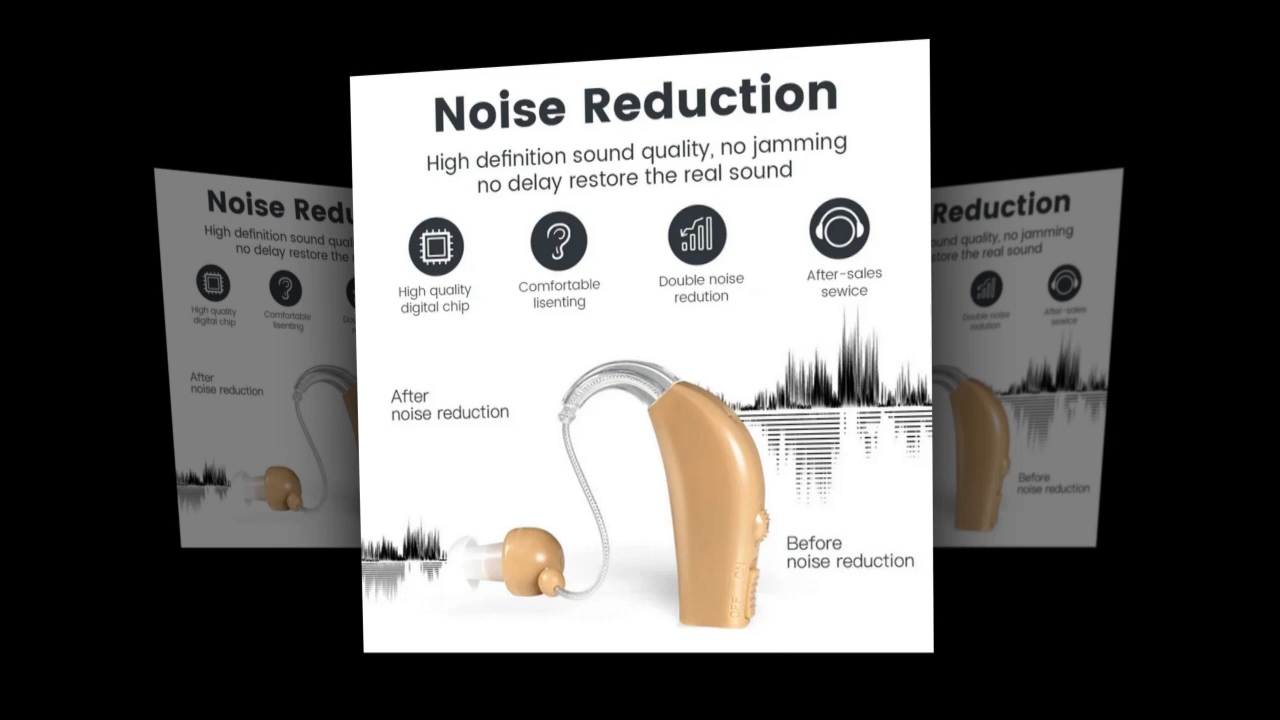 Noise Reduction
High definition sound quality, no jamming
no delay restore the real sound
High quality
digital chip
Comfortable
lisenting
Double noise
redution
After-sales
sewice
After
noise reduction
Before
noise reduction
OFF ON
Noise Redu
High definition sound qual
no delay restore the
High quality
digital chip
Comfortable
lisenting
Dou
After
noise reduction
Reduction
ound quality, no jamming
store the real sound
Double noise
redution
After-sales
sewice
Before
noise reduction